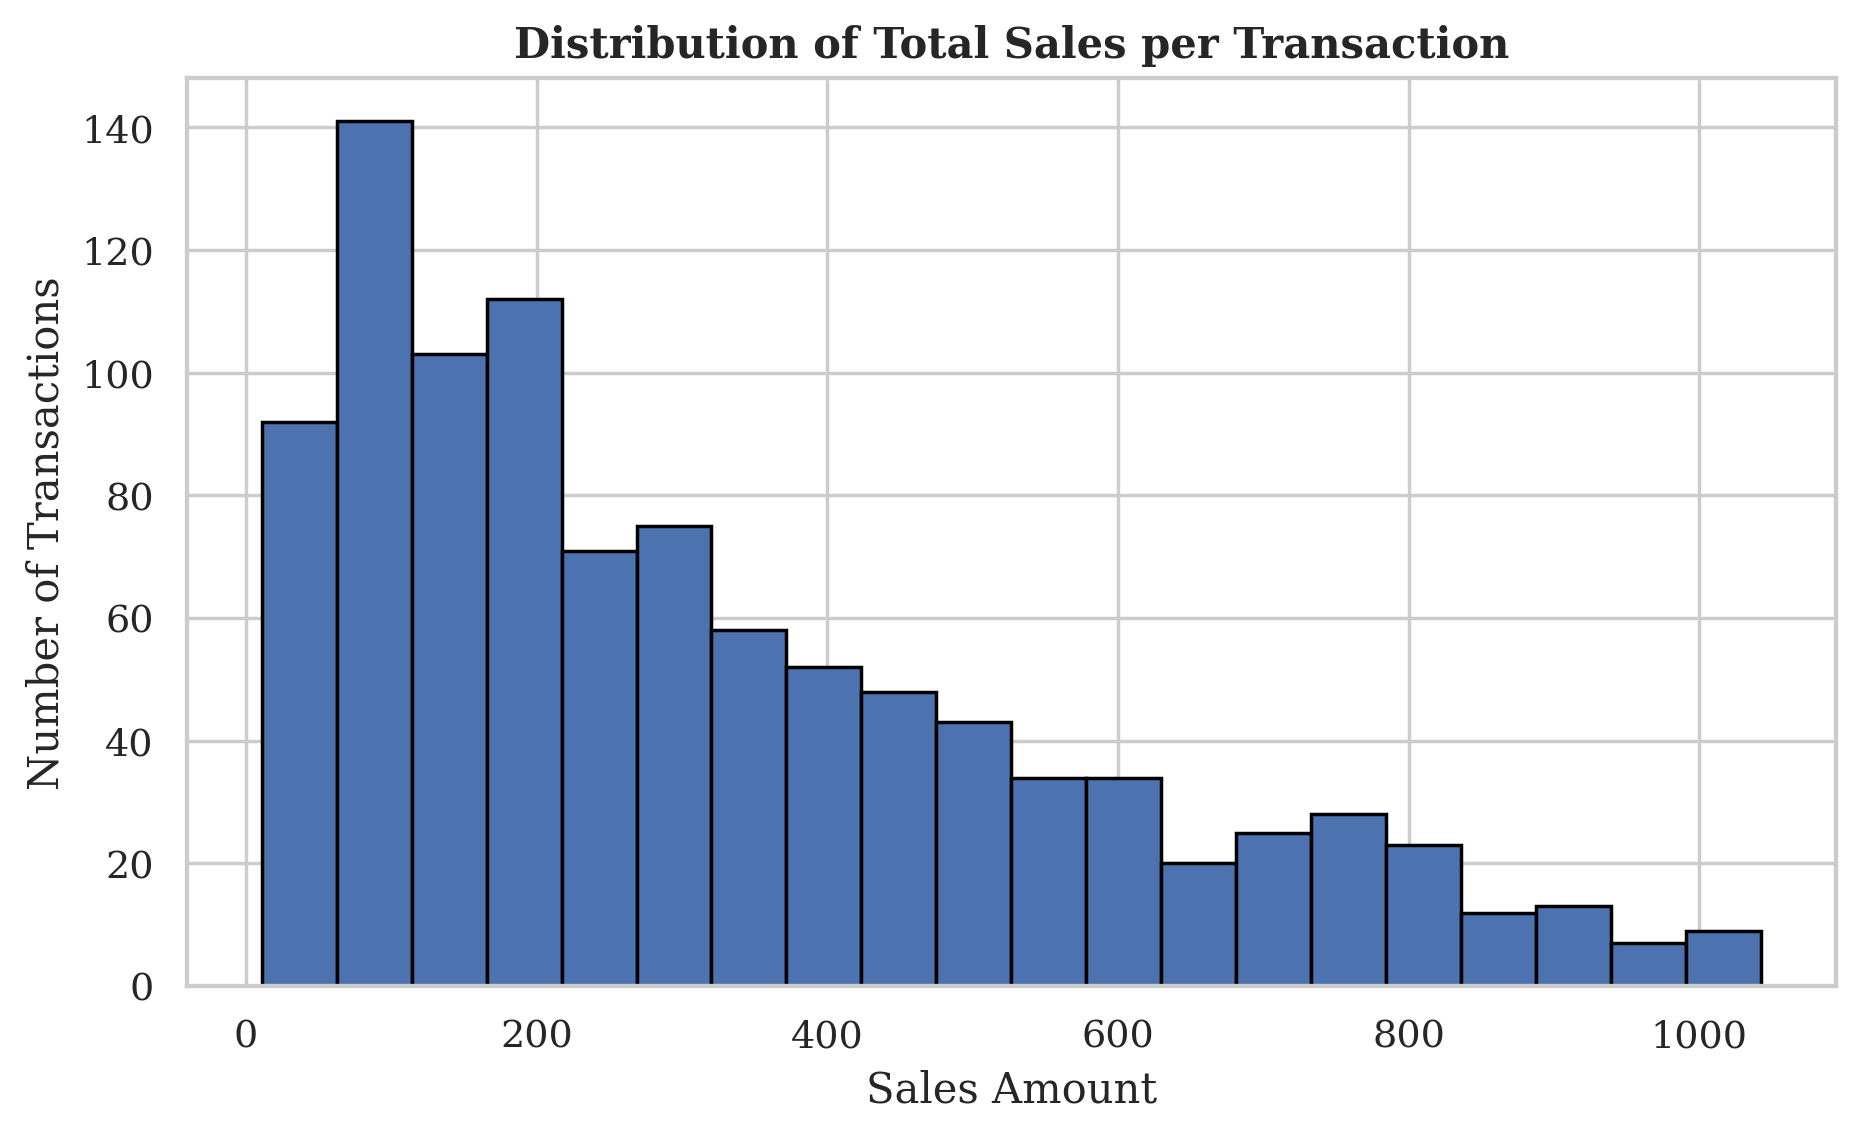 Distribution of Total Sales per Transaction
Number of Transactions
140
120
100
80
60
40
20
0
0 200 400 600 800 1000
Sales Amount